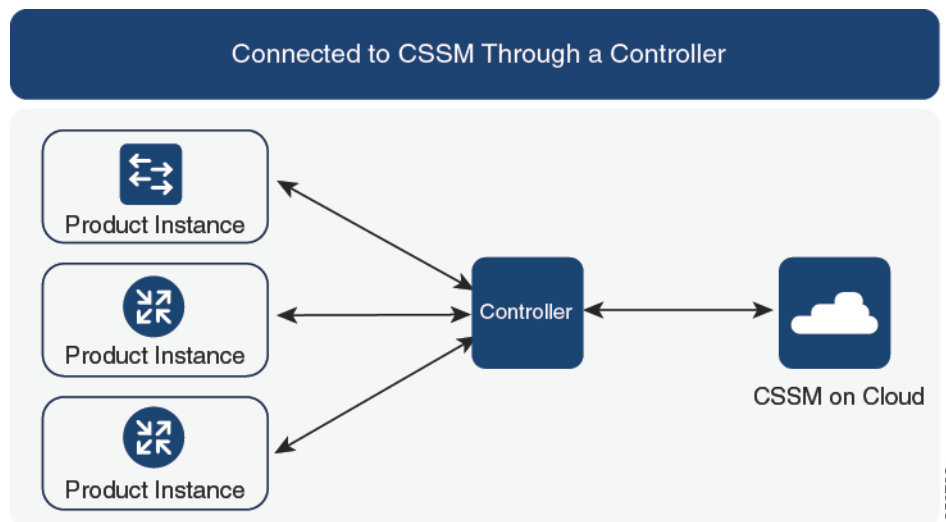 Connected to CSSM Through a Controller
Product Instance
Product Instance
Product Instance
Controller
CSSM on Cloud